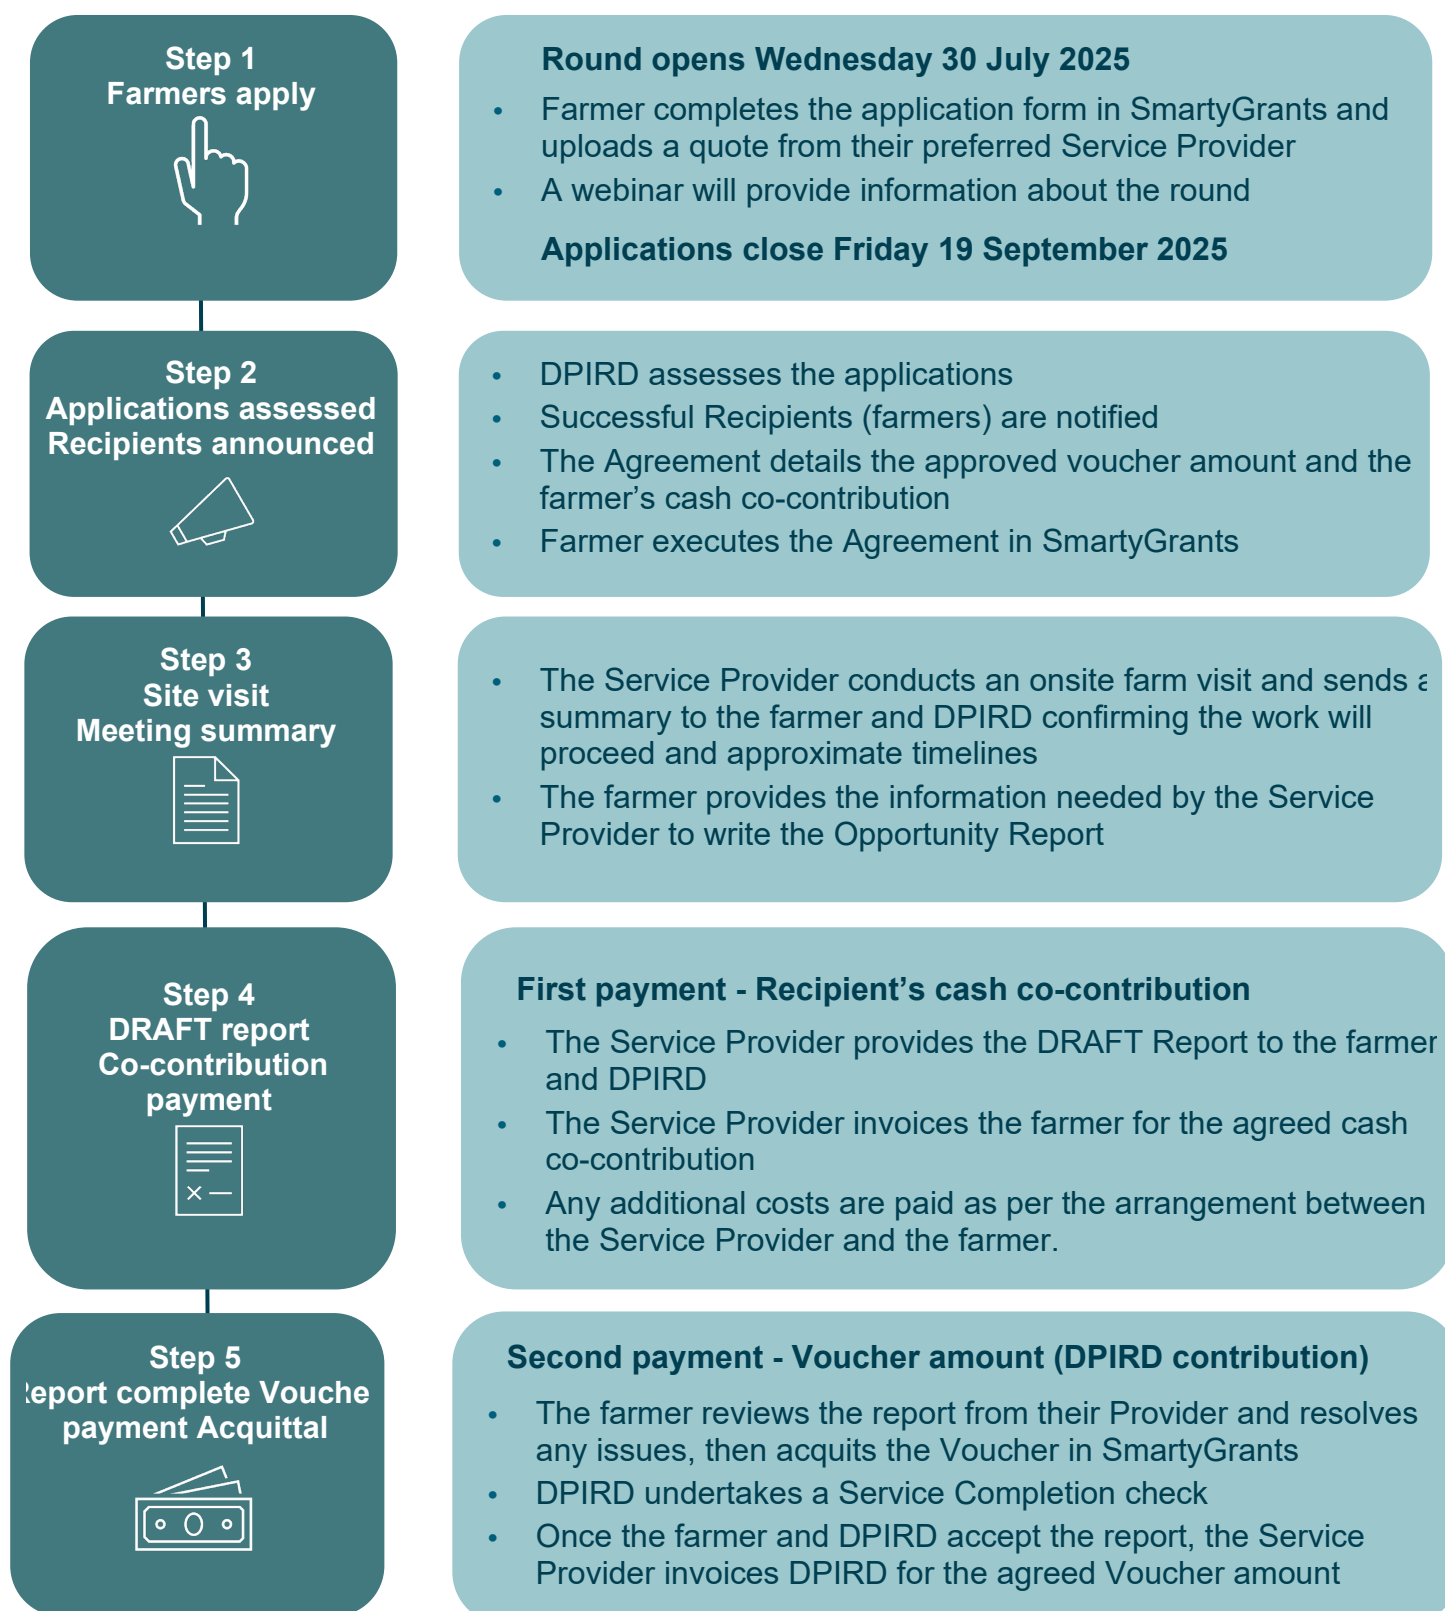 Step 1
Farmers apply
Round opens Wednesday 30 July 2025
• Farmer completes the application form in SmartyGrants and
uploads a quote from their preferred Service Provider
• A webinar will provide information about the round
Applications close Friday 19 September 2025
Step 2
Applications assessed
Recipients announced
• DPIRD assesses the applications
• Successful Recipients (farmers) are notified
• The Agreement details the approved voucher amount and the
farmer’s cash co-contribution
• Farmer executes the Agreement in SmartyGrants
Step 3
Site visit
Meeting summary
• The Service Provider conducts an onsite farm visit and sends a
summary to the farmer and DPIRD confirming the work will
proceed and approximate timelines
• The farmer provides the information needed by the Service
Provider to write the Opportunity Report
Step 4
DRAFT report
Co-contribution
payment
First payment - Recipient’s cash co-contribution
• The Service Provider provides the DRAFT Report to the farmer
and DPIRD
• The Service Provider invoices the farmer for the agreed cash
co-contribution
• Any additional costs are paid as per the arrangement between
the Service Provider and the farmer.
Step 5
eport complete Vouche
payment Acquittal
Second payment - Voucher amount (DPIRD contribution)
• The farmer reviews the report from their Provider and resolves
any issues, then acquits the Voucher in SmartyGrants
• DPIRD undertakes a Service Completion check
• Once the farmer and DPIRD accept the report, the Service
Provider invoices DPIRD for the agreed Voucher amount